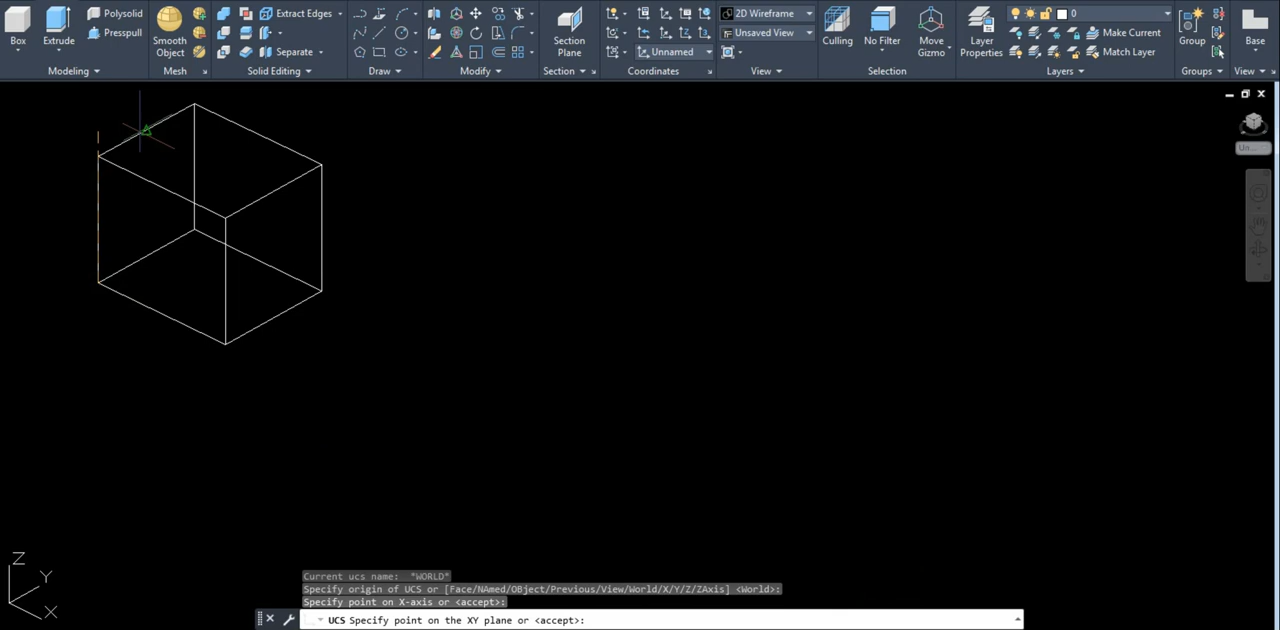 Polysolid
Extract Edges
2D Wireframe
0
Presspull
Unsaved View
Make Current
Box
Extrude
Smooth
Object
Separate
Section
Plane
Unnamed
Culling
No Filter
Move
Gizmo
Layer
Properties
Match Layer
Group
Base
Modeling
Mesh
Solid Editing
Draw
Modify
Section
Coordinates
View
Selection
Layers
Groups
View
Un...
Z
Y
X
Current ucs name: "WORLD"
Specify origin of UCS or [Face/NAmed/OBject/Previous/View/World/X/Y/Z/ZAxis] <World>:
Specify point on X-axis or <accept>:
UCS Specify point on the XY plane or <accept>: